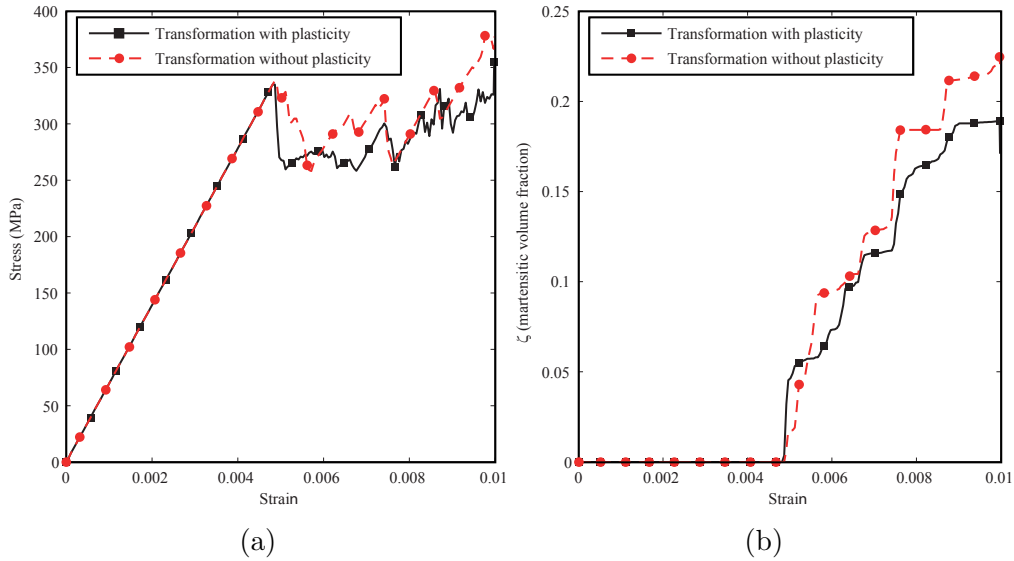 Transformation with plasticity
Transformation without plasticity
400
350
300
250
200
150
100
50
0
Stress (MPa)
0
0.002
0.004
0.006
0.008
0.01
Strain
(a)
Transformation with plasticity
Transformation without plasticity
0.25
0.2
0.15
0.1
0.05
0
ζ (martensitic volume fraction)
0
0.002
0.004
0.006
0.008
0.01
Strain
(b)